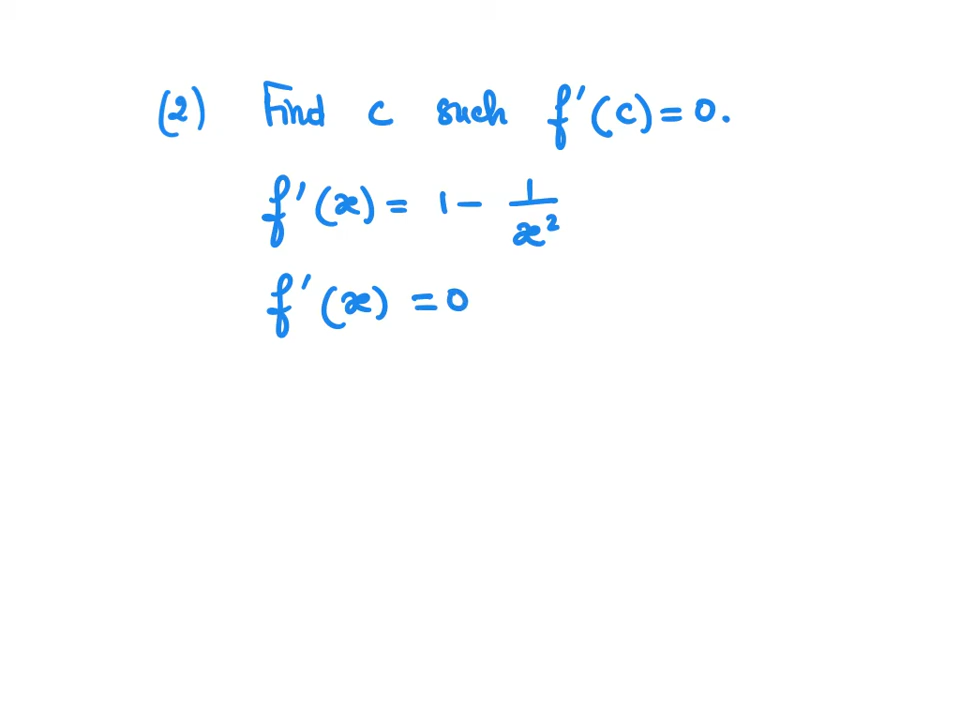 (2) Find c such f'(c) = 0.
f'(x) = 1 - 1/x²
f'(x) = 0